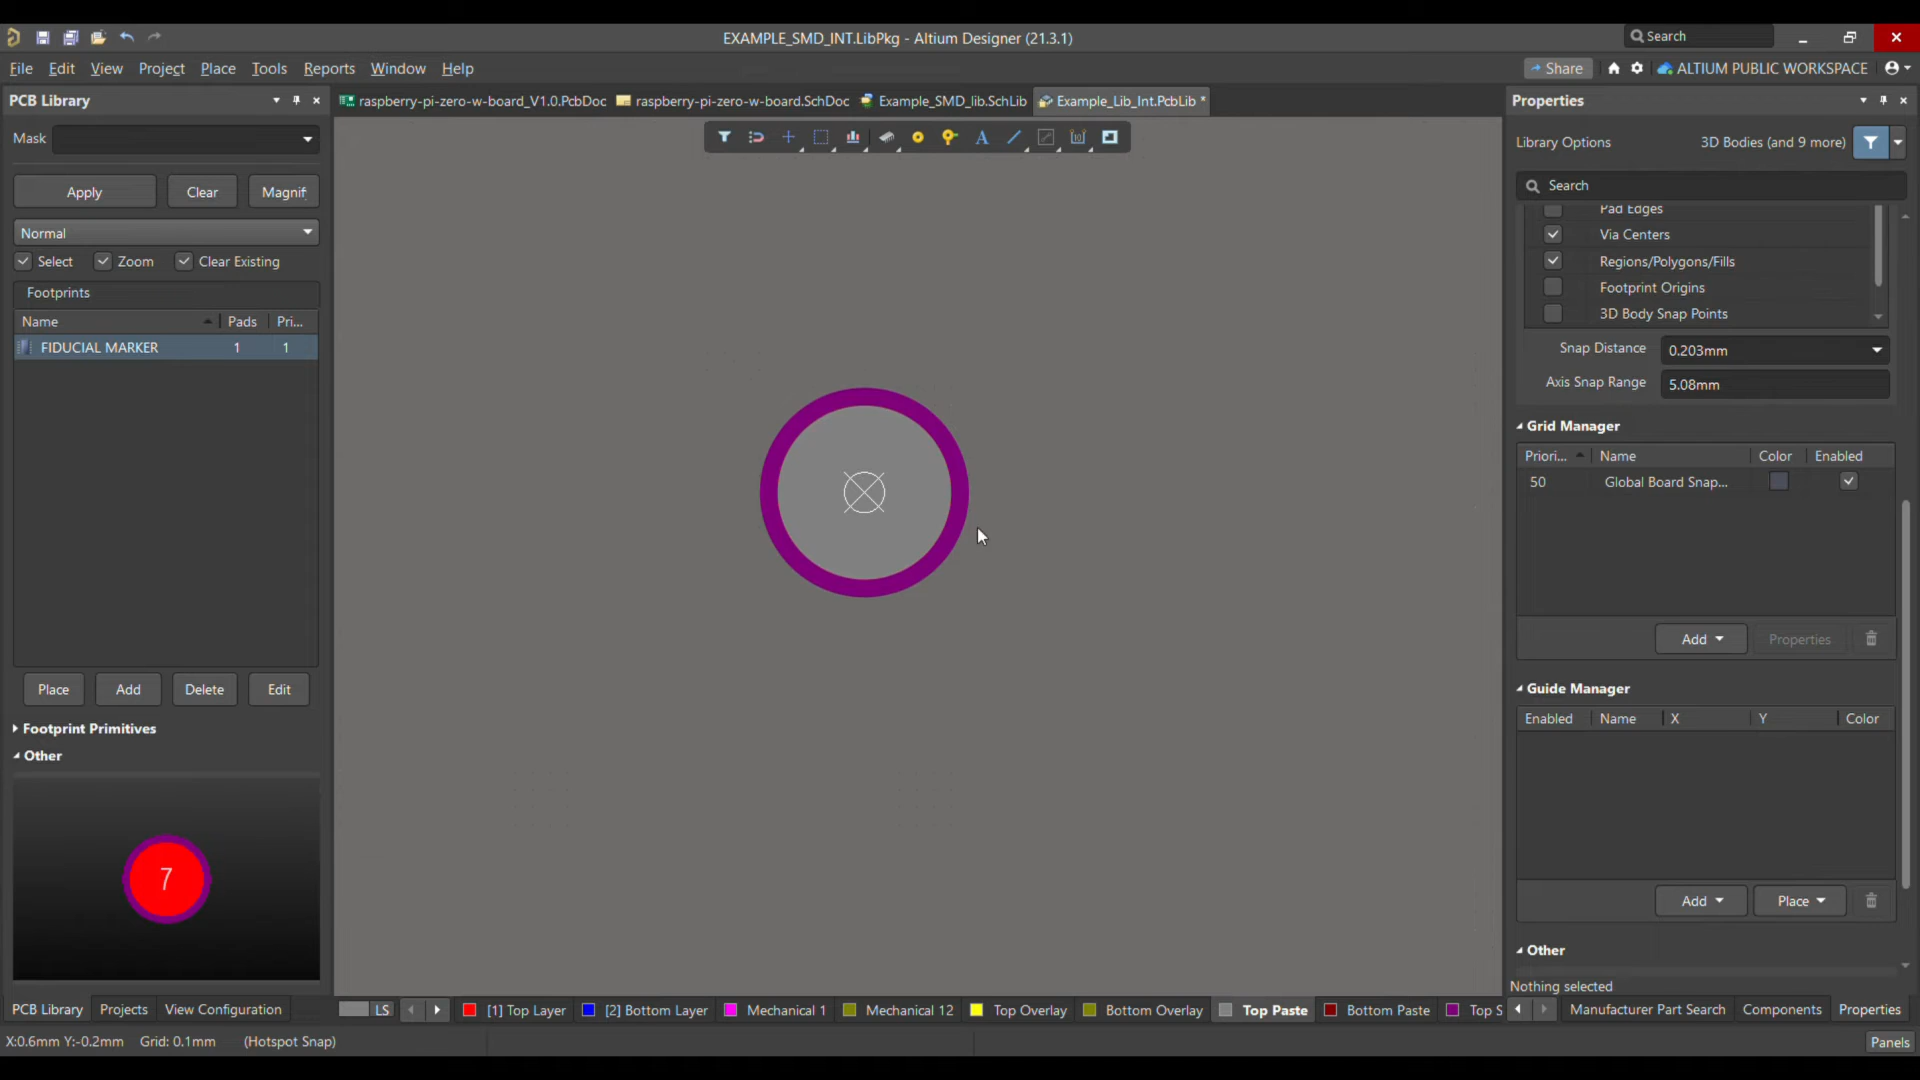 EXAMPLE_SMD_INT.LibPkg - Altium Designer (21.3.1)
Search
File Edit View Project Place Tools Reports Window Help
Share
ALTIUM PUBLIC WORKSPACE
PCB Library
raspberry-pi-zero-w-board_V1.0.PcbDoc
raspberry-pi-zero-w-board.SchDoc
Example_SMD_lib.SchLib
Example_Lib_Int.PcbLib *
Properties
Mask
Library Options
3D Bodies (and 9 more)
Apply
Clear
Magnif
Search
Pad Edges
Normal
Via Centers
Select
Zoom
Clear Existing
Regions/Polygons/Fills
Footprints
Footprint Origins
Name Pads Pri...
3D Body Snap Points
FIDUCIAL MARKER 1 1
Snap Distance 0.203mm
Axis Snap Range 5.08mm
Grid Manager
Priori... Name Color Enabled
50 Global Board Snap...
Add
Properties
Place
Add
Delete
Edit
Guide Manager
Enabled Name X Y Color
Footprint Primitives
Other
7
Add
Place
Other
Nothing selected
PCB Library
Projects
View Configuration
LS
[1] Top Layer
[2] Bottom Layer
Mechanical 1
Mechanical 12
Top Overlay
Bottom Overlay
Top Paste
Bottom Paste
Top S
Manufacturer Part Search
Components
Properties
X:0.6mm Y:-0.2mm Grid: 0.1mm (Hotspot Snap)
Panels